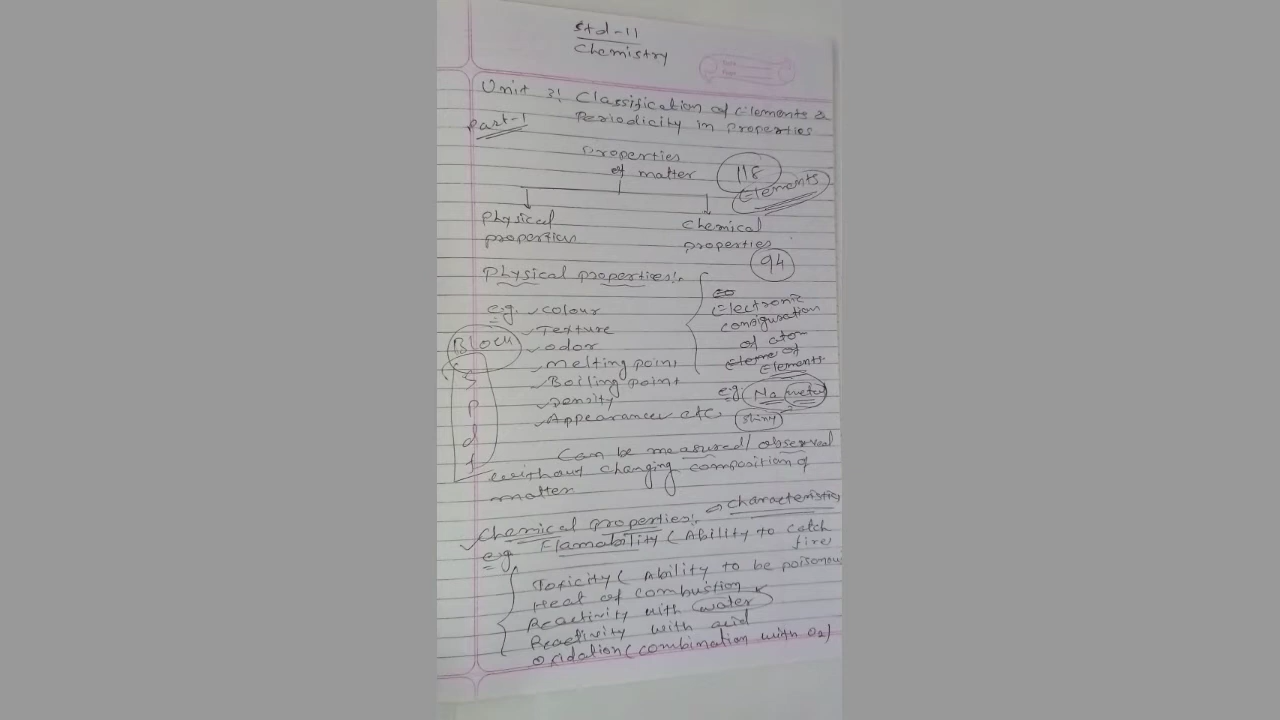 Std-11
Chemistry
Unit 3: Classification of Elements &
Periodicity in properties
Part-1
Properties
of matter
118
Elements
Physical
properties
Chemical
properties
94
Physical properties:-
e.g. colour
Texture
odor
melting point
Boiling point
Density
Appearance etc.
Block
s
p
d
f
Electronic
configuration
of atom
of
Elements
e.g. Na metal
shiny
Can be measured/observed
without changing composition of
matter
Chemical properties:- characteristics
e.g. Flamability (Ability to catch
fire
Toxicity (Ability to be poisonous
Heat of combustion
Reactivity with water
Reactivity with acid
Oxidation (combination with O2)